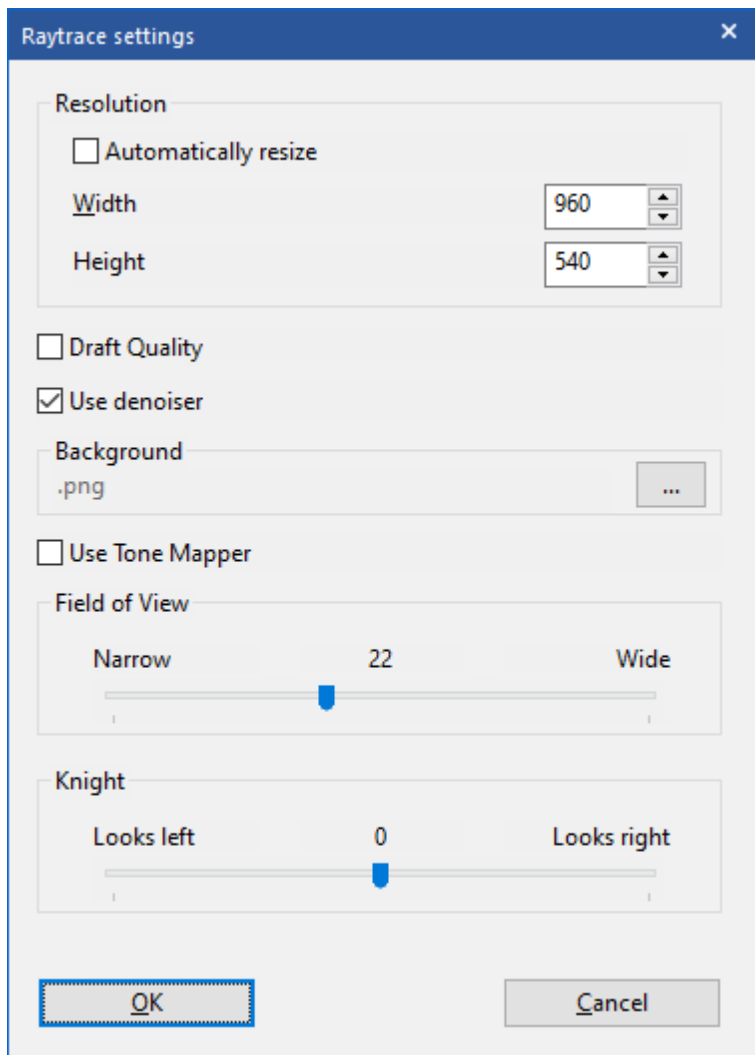 Raytrace settings
Resolution
Automatically resize
Width 960
Height 540
Draft Quality
Use denoiser
Background
.png ...
Use Tone Mapper
Field of View
Narrow 22 Wide
Knight
Looks left 0 Looks right
OK Cancel